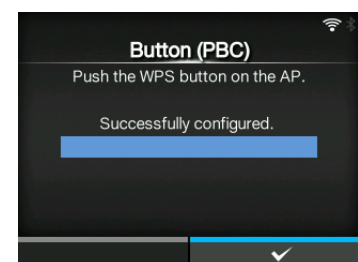 Button (PBC)
Push the WPS button on the AP.
Successfully configured.